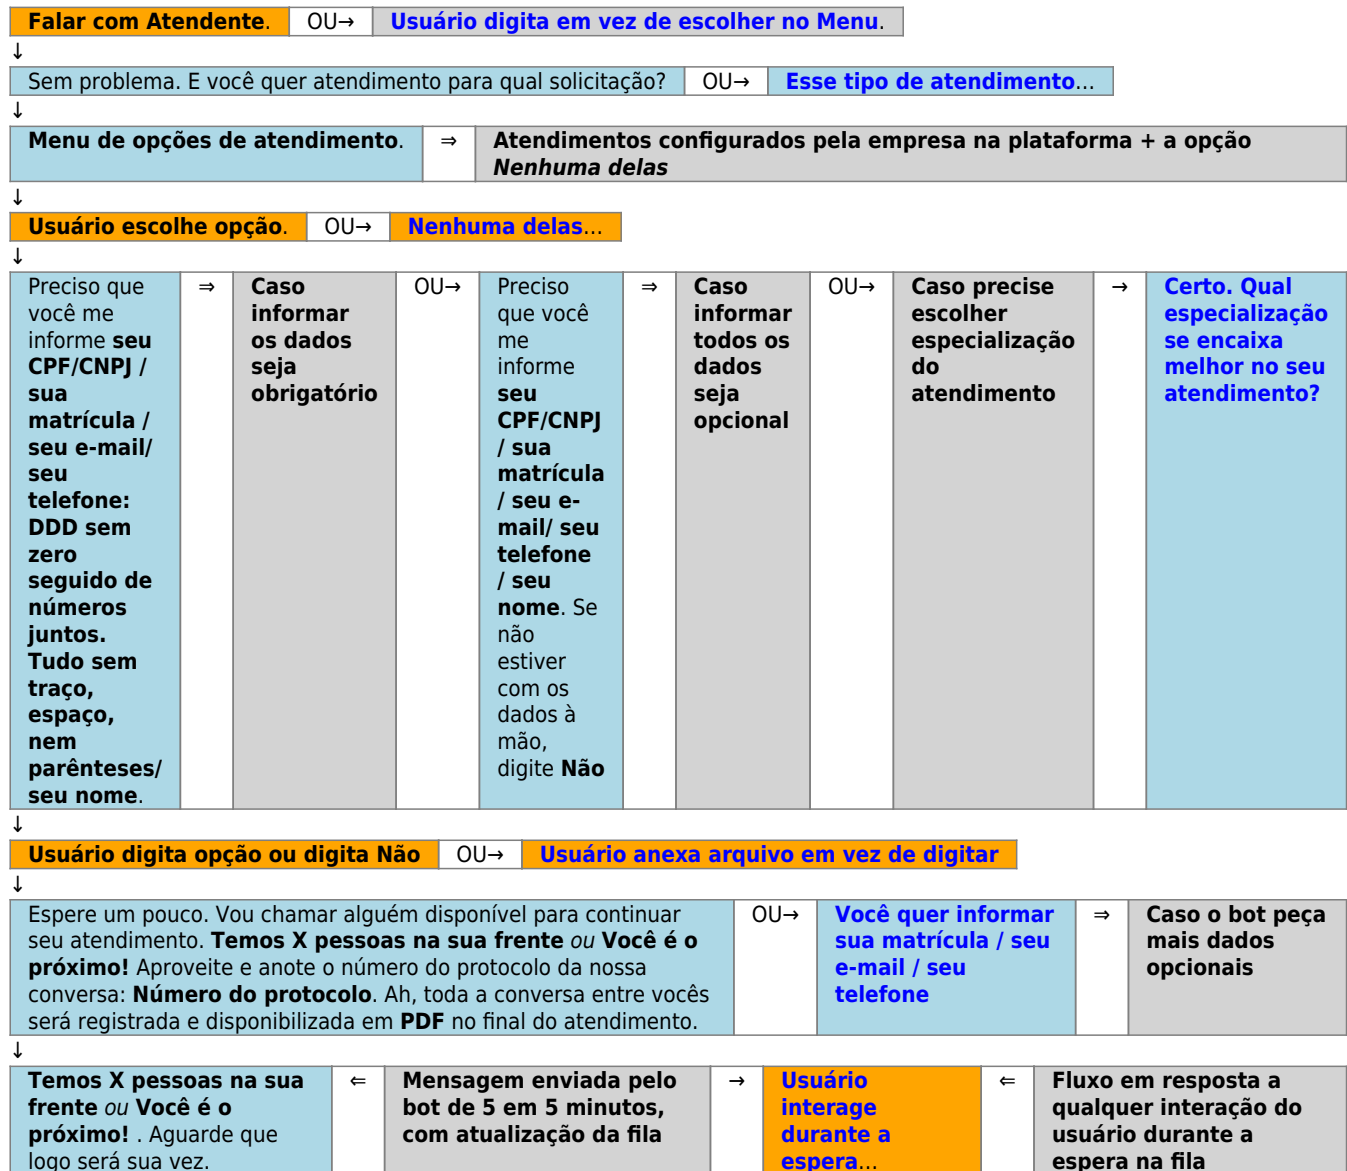 Falar com Atendente. OU→ Usuário digita em vez de escolher no Menu.
↓
Sem problema. E você quer atendimento para qual solicitação? OU→ Esse tipo de atendimento...
↓
Menu de opções de atendimento. ⇒ Atendimentos configurados pela empresa na plataforma + a opção
Nenhuma delas
↓
Usuário escolhe opção. OU→ Nenhuma delas...
↓
Preciso que
você me
informe seu
CPF/CNPJ /
sua
matrícula /
seu e-mail/
seu
telefone:
DDD sem
zero
seguido de
números
juntos.
Tudo sem
traço,
espaço,
nem
parênteses/
seu nome.
⇒
Caso
informar
os dados
seja
obrigatório
OU→
Preciso
que você
me
informe
seu
CPF/CNPJ
/ sua
matrícula
/ seu e-
mail/ seu
telefone
/ seu
nome. Se
não
estiver
com os
dados à
mão,
digite Não
⇒
Caso
informar
todos os
dados
seja
opcional
OU→
Caso precise
escolher
especialização
do
atendimento
→
Certo. Qual
especialização
se encaixa
melhor no seu
atendimento?
↓
Usuário digita opção ou digita Não OU→ Usuário anexa arquivo em vez de digitar
↓
Espere um pouco. Vou chamar alguém disponível para continuar
seu atendimento. Temos X pessoas na sua frente ou Você é o
próximo! Aproveite e anote o número do protocolo da nossa
conversa: Número do protocolo. Ah, toda a conversa entre vocês
será registrada e disponibilizada em PDF no final do atendimento.
OU→
Você quer informar
sua matrícula / seu
e-mail / seu
telefone
⇒
Caso o bot peça
mais dados
opcionais
↓
Temos X pessoas na sua
frente ou Você é o
próximo! . Aguarde que
logo será sua vez.
⇐
Mensagem enviada pelo
bot de 5 em 5 minutos,
com atualização da fila
→
Usuário
interage
durante a
espera...
⇐
Fluxo em resposta a
qualquer interação do
usuário durante a
espera na fila